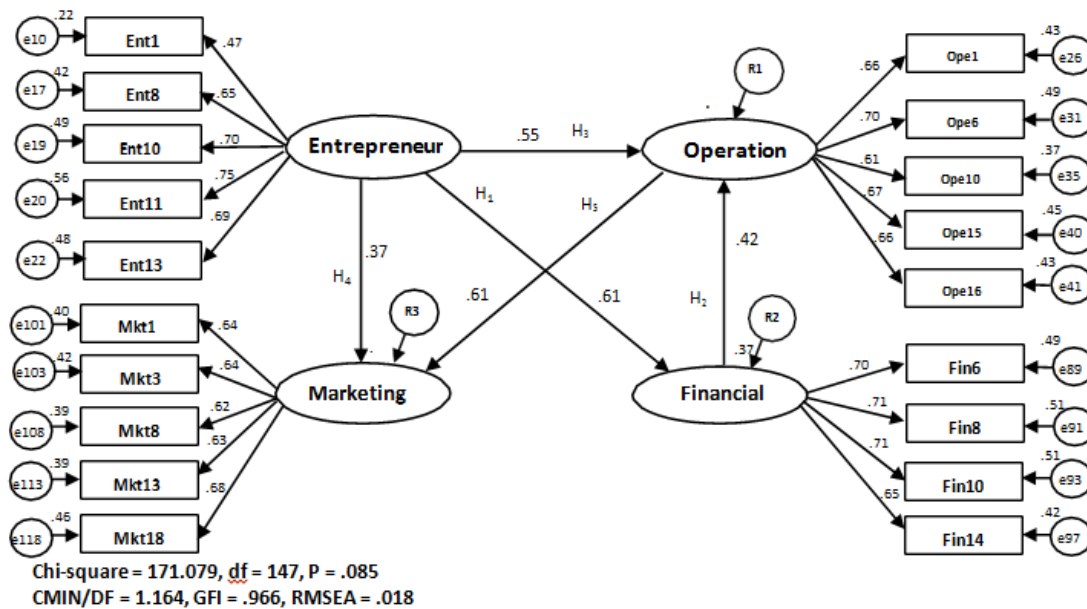 .22
e10
Ent1
.47
.42
e17
Ent8
.65
.49
e19
Ent10
.70
.56
e20
Ent11
.75
.48
e22
Ent13
.69
Entrepreneur
.55 H3
R1
Operation
.66
Ope1
.43
e26
.70
Ope6
.49
e31
.61
Ope10
.37
e35
.67
Ope15
.45
e40
.66
Ope16
.43
e41
H1
H5
.37
H4
.42
H2
.61
.61
R3
R2
.40
e101
Mkt1
.64
.42
e103
Mkt3
.64
.39
e108
Mkt8
.62
.39
e113
Mkt13
.63
.46
e118
Mkt18
.68
Marketing
.37
Financial
.70
Fin6
.49
e89
.71
Fin8
.51
e91
.71
Fin10
.51
e93
.65
Fin14
.42
e97
Chi-square = 171.079, df = 147, P = .085
CMIN/DF = 1.164, GFI = .966, RMSEA = .018